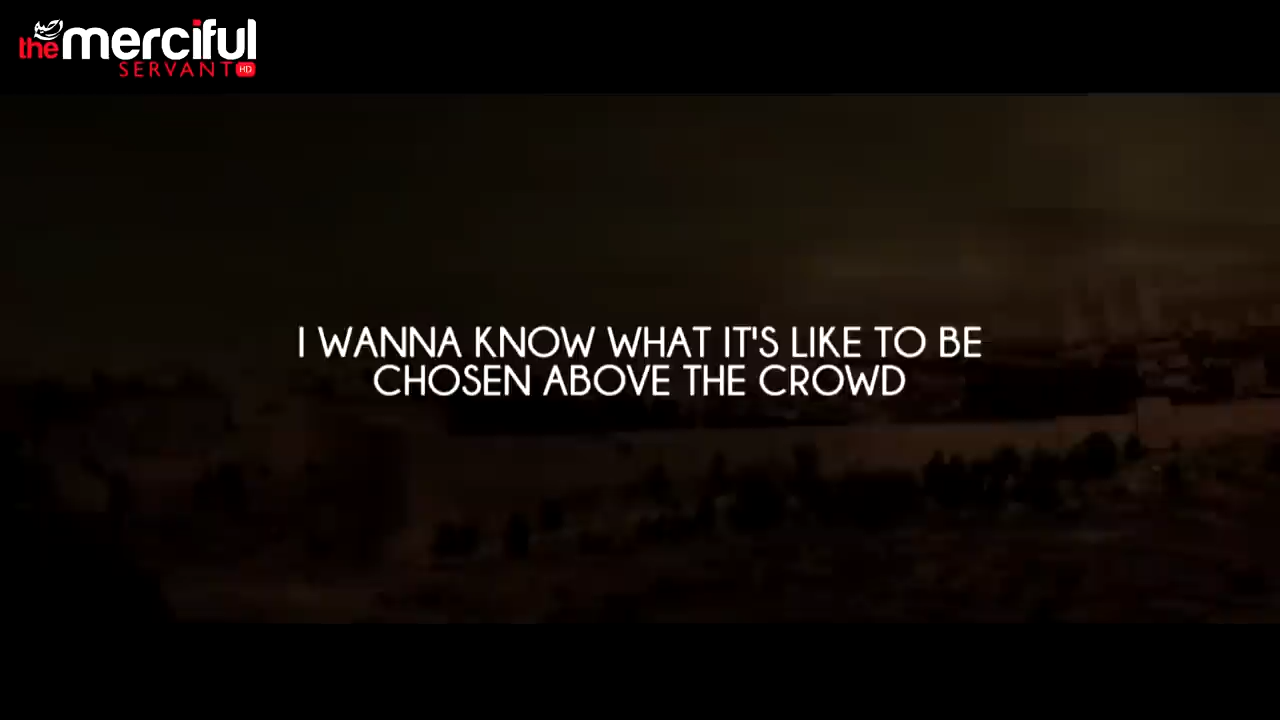 the merciful
SERVANT HD
I WANNA KNOW WHAT IT'S LIKE TO BE
CHOSEN ABOVE THE CROWD